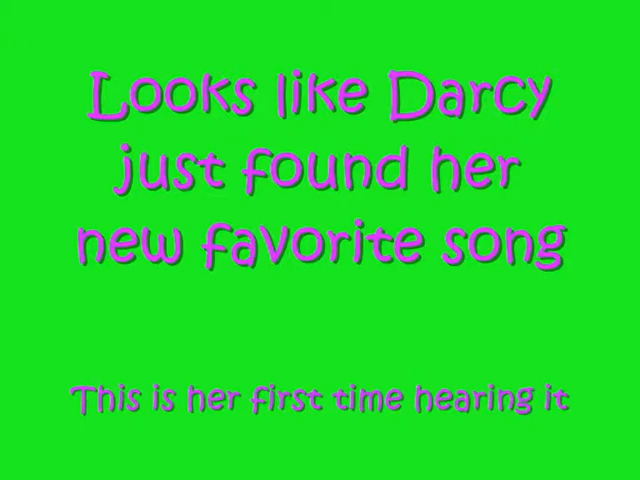 Looks like Darcy
just found her
new favorite song
This is her first time hearing it